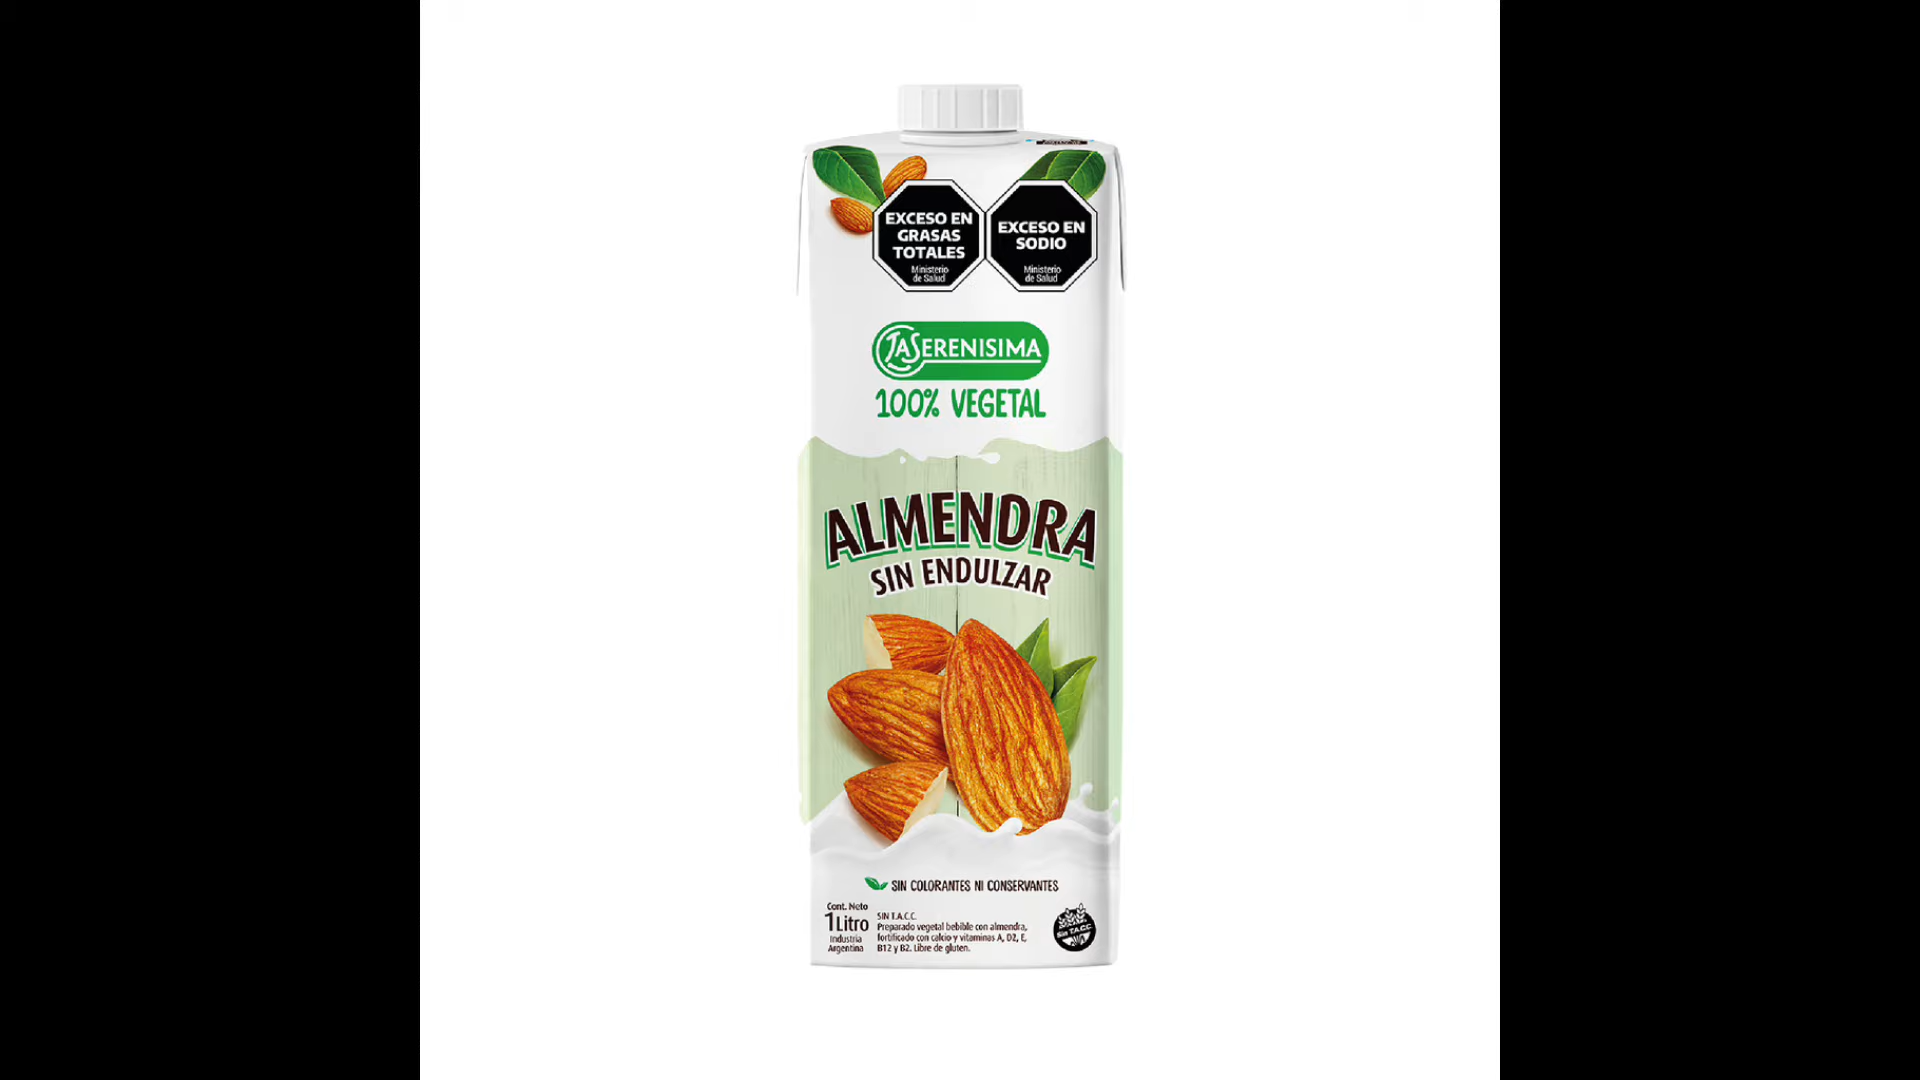 EXCESO EN
GRASAS
TOTALES
Ministerio
de Salud
EXCESO EN
SODIO
Ministerio
de Salud
LASERENISIMA
100% VEGETAL
ALMENDRA
SIN ENDULZAR
SIN COLORANTES NI CONSERVANTES
Cont. Neto
1 Litro
Industria
Argentina
SIN T.A.C.C.
Preparado vegetal bebible con almendra,
fortificado con calcio y vitaminas A, D2, E,
B12 y B2. Libre de gluten.
Sin T.A.C.C.